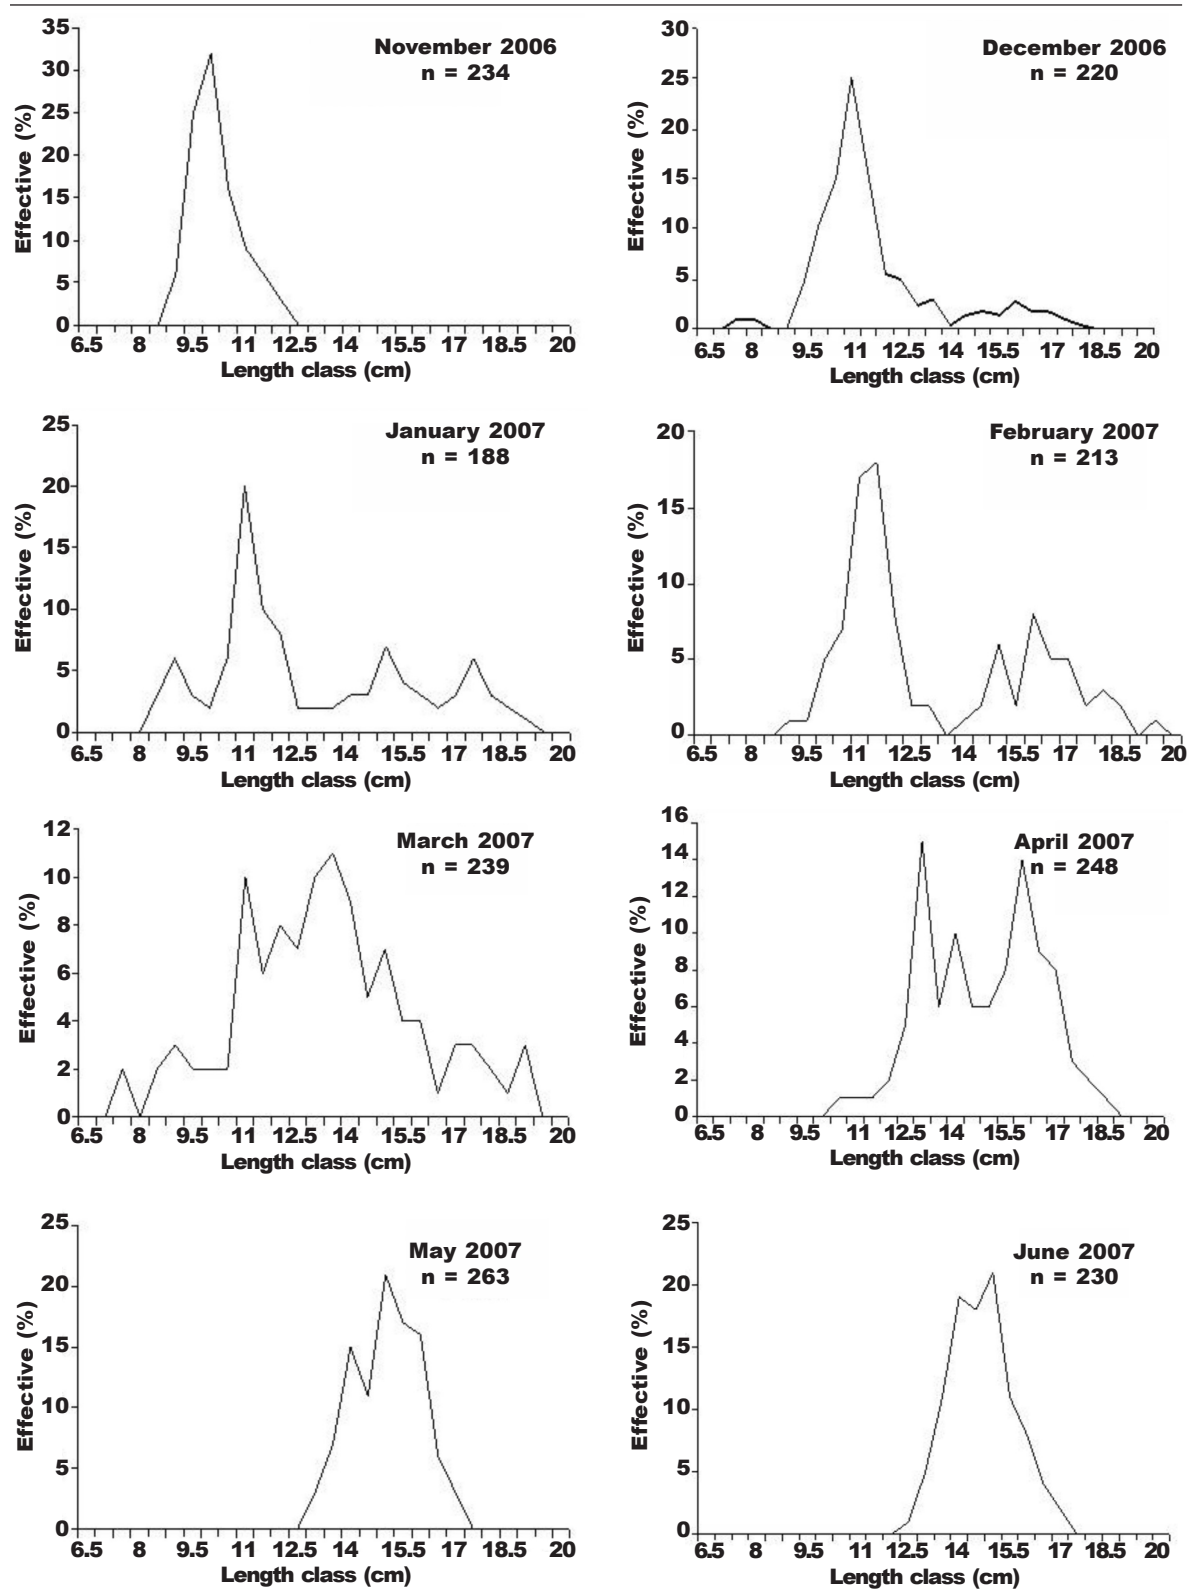 November 2006
n = 234
Effective (%)
35
30
25
20
15
10
5
0
6.5 8 9.5 11 12.5 14 15.5 17 18.5 20
Length class (cm)
December 2006
n = 220
Effective (%)
30
25
20
15
10
5
0
6.5 8 9.5 11 12.5 14 15.5 17 18.5 20
Length class (cm)
January 2007
n = 188
Effective (%)
25
20
15
10
5
0
6.5 8 9.5 11 12.5 14 15.5 17 18.5 20
Length class (cm)
February 2007
n = 213
Effective (%)
20
15
10
5
0
6.5 8 9.5 11 12.5 14 15.5 17 18.5 20
Length class (cm)
March 2007
n = 239
Effective (%)
12
10
8
6
4
2
0
6.5 8 9.5 11 12.5 14 15.5 17 18.5 20
Length class (cm)
April 2007
n = 248
Effective (%)
16
14
12
10
8
6
4
2
0
6.5 8 9.5 11 12.5 14 15.5 17 18.5 20
Length class (cm)
May 2007
n = 263
Effective (%)
25
20
15
10
5
0
6.5 8 9.5 11 12.5 14 15.5 17 18.5 20
Length class (cm)
June 2007
n = 230
Effective (%)
25
20
15
10
5
0
6.5 8 9.5 11 12.5 14 15.5 17 18.5 20
Length class (cm)